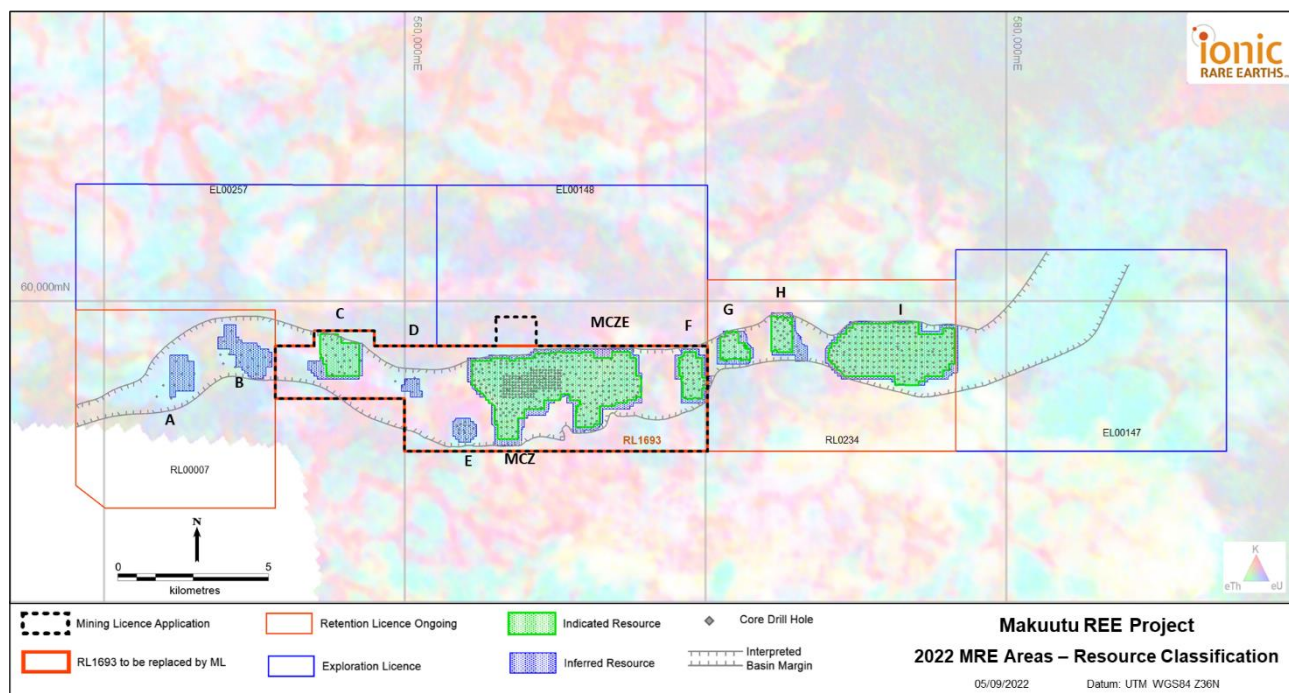 ionic
RARE EARTHS
560,000mE
580,000mE
EL00257
EL00148
60,000mN
C
D
MCZE
F
G
H
I
B
A
E
MCZ
RL1693
RL0234
EL00147
RL00007
N
0
5
kilometres
K
eTh
eU
Mining Licence Application
Retention Licence Ongoing
Indicated Resource
Core Drill Hole
RL1693 to be replaced by ML
Exploration Licence
Inferred Resource
Interpreted
Basin Margin
Makuutu REE Project
2022 MRE Areas – Resource Classification
05/09/2022
Datum: UTM WGS84 Z36N